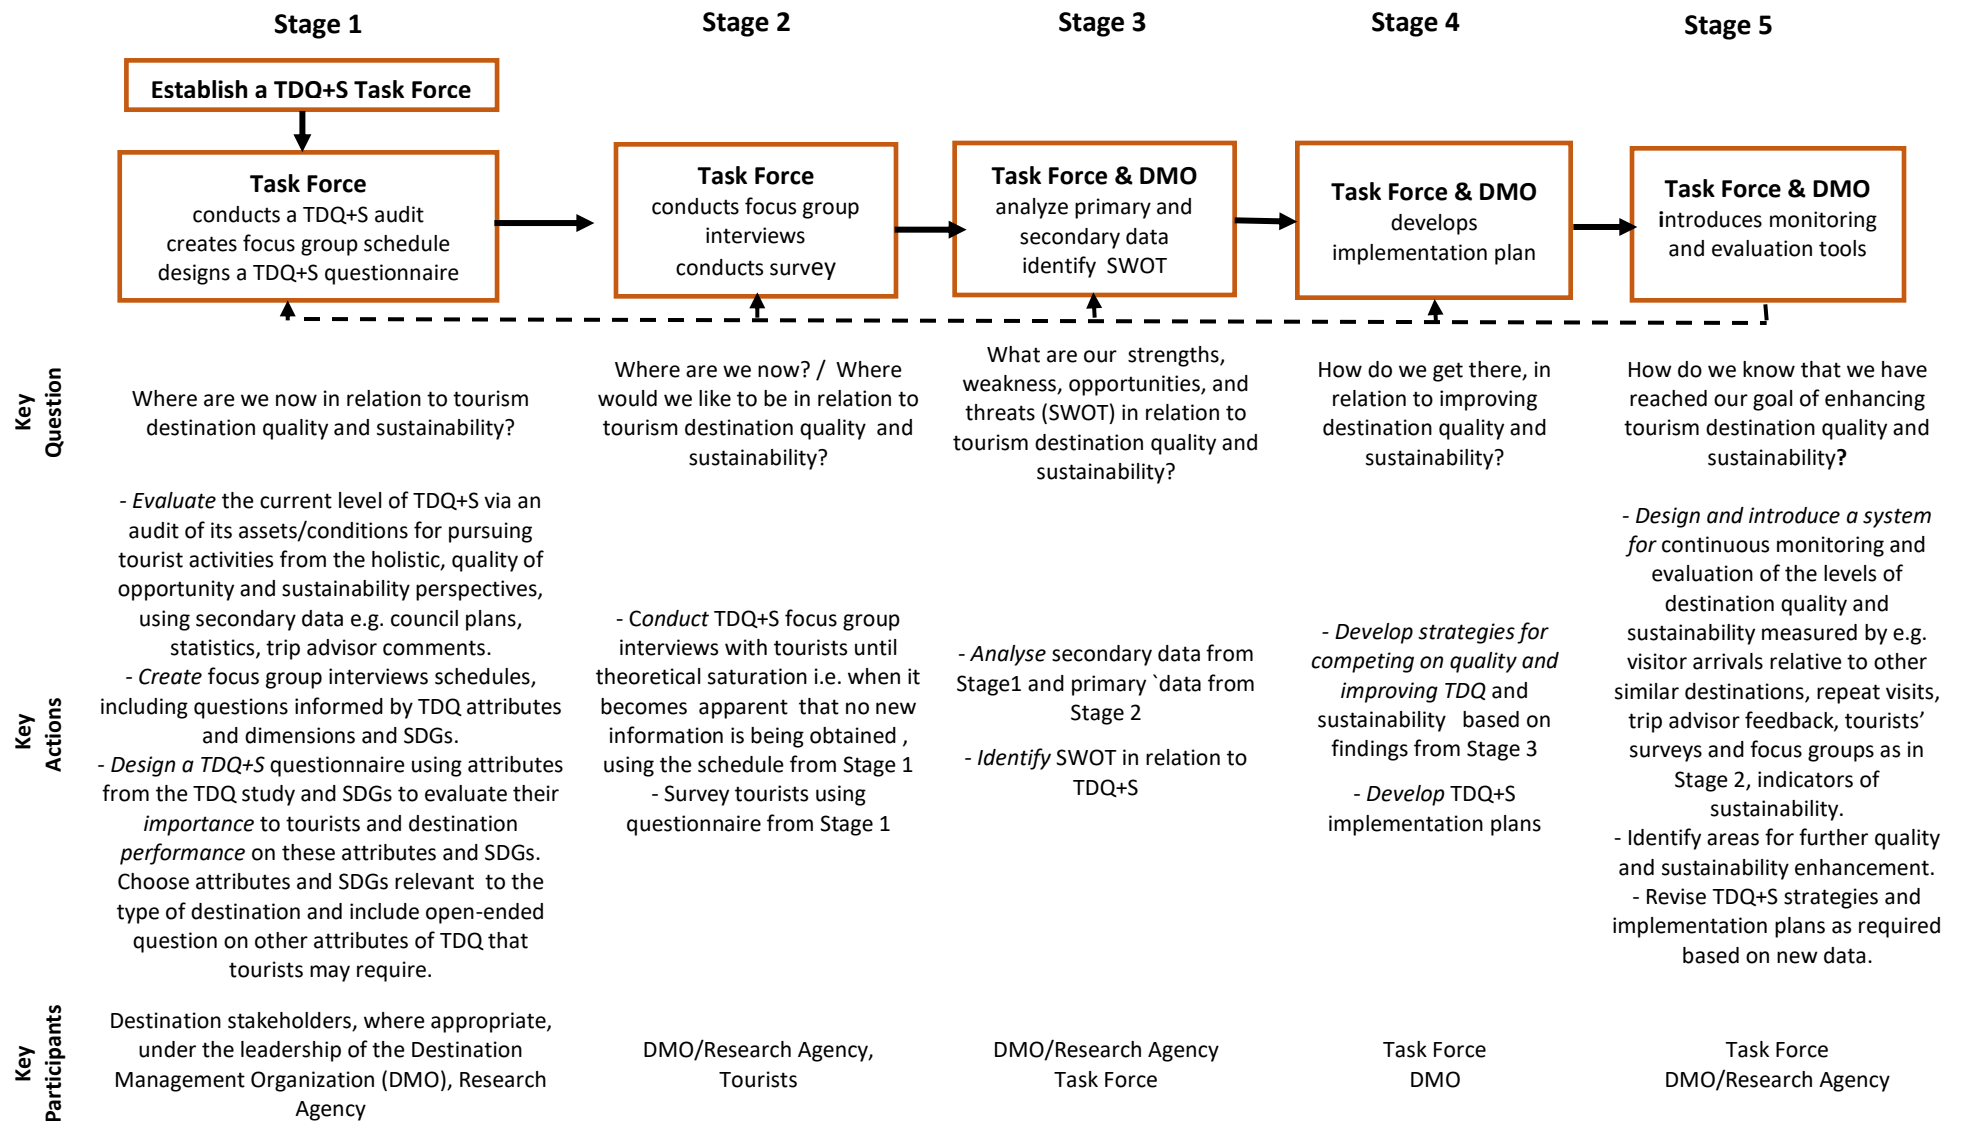 Stage 1
Stage 2
Stage 3
Stage 4
Stage 5
Establish a TDQ+S Task Force
Task Force
conducts a TDQ+S audit
creates focus group schedule
designs a TDQ+S questionnaire
Task Force
conducts focus group
interviews
conducts survey
Task Force & DMO
analyze primary and
secondary data
identify SWOT
Task Force & DMO
develops
implementation plan
Task Force & DMO
introduces monitoring
and evaluation tools
Key
Question
Where are we now in relation to tourism
destination quality and sustainability?
Where are we now? / Where
would we like to be in relation to
tourism destination quality and
sustainability?
What are our strengths,
weakness, opportunities, and
threats (SWOT) in relation to
tourism destination quality and
sustainability?
How do we get there, in
relation to improving
destination quality and
sustainability?
How do we know that we have
reached our goal of enhancing
tourism destination quality and
sustainability?
Key
Actions
- Evaluate the current level of TDQ+S via an
audit of its assets/conditions for pursuing
tourist activities from the holistic, quality of
opportunity and sustainability perspectives,
using secondary data e.g. council plans,
statistics, trip advisor comments.
- Create focus group interviews schedules,
including questions informed by TDQ attributes
and dimensions and SDGs.
- Design a TDQ+S questionnaire using attributes
from the TDQ study and SDGs to evaluate their
importance to tourists and destination
performance on these attributes and SDGs.
Choose attributes and SDGs relevant to the
type of destination and include open-ended
question on other attributes of TDQ that
tourists may require.
- Conduct TDQ+S focus group
interviews with tourists until
theoretical saturation i.e. when it
becomes apparent that no new
information is being obtained ,
using the schedule from Stage 1
- Survey tourists using
questionnaire from Stage 1
- Analyse secondary data from
Stage1 and primary `data from
Stage 2
- Identify SWOT in relation to
TDQ+S
- Develop strategies for
competing on quality and
improving TDQ and
sustainability based on
findings from Stage 3
- Develop TDQ+S
implementation plans
- Design and introduce a system
for continuous monitoring and
evaluation of the levels of
destination quality and
sustainability measured by e.g.
visitor arrivals relative to other
similar destinations, repeat visits,
trip advisor feedback, tourists’
surveys and focus groups as in
Stage 2, indicators of
sustainability.
- Identify areas for further quality
and sustainability enhancement.
- Revise TDQ+S strategies and
implementation plans as required
based on new data.
Key
Participants
Destination stakeholders, where appropriate,
under the leadership of the Destination
Management Organization (DMO), Research
Agency
DMO/Research Agency,
Tourists
DMO/Research Agency
Task Force
Task Force
DMO
Task Force
DMO/Research Agency